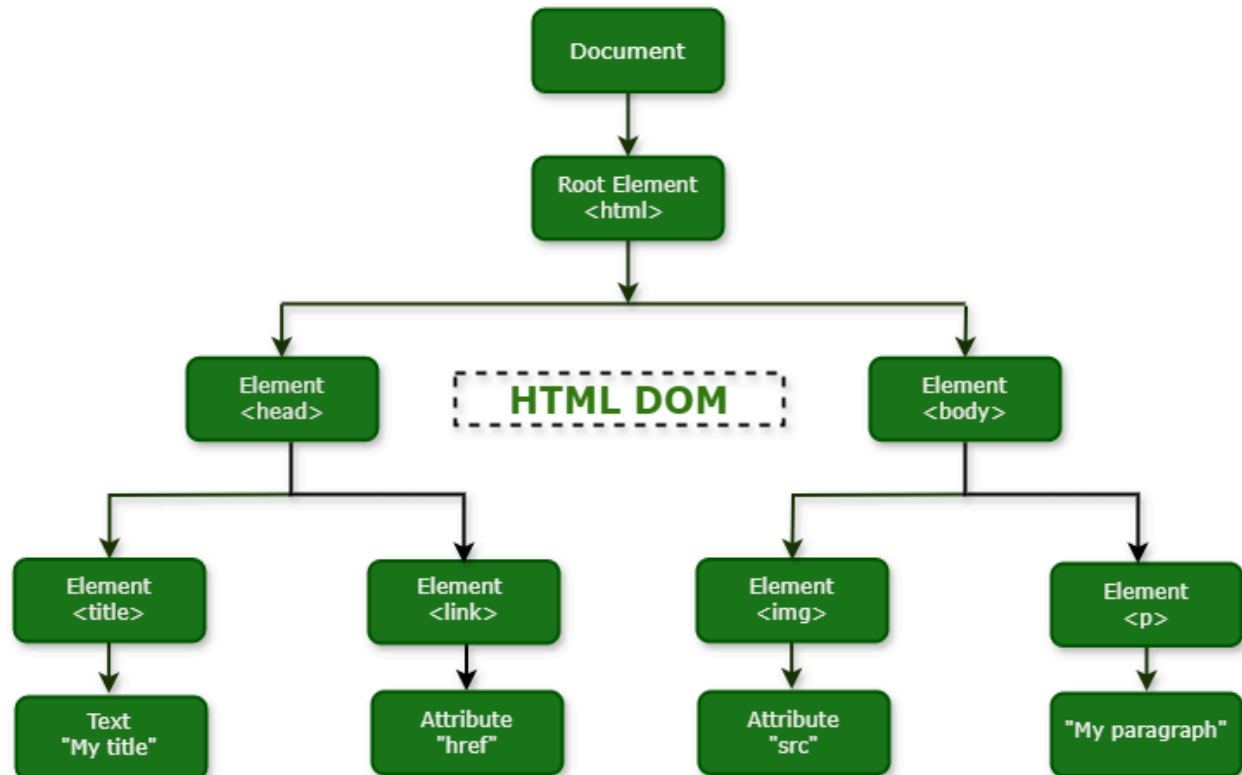 Document
Root Element
<html>
Element
<head>
HTML DOM
Element
<body>
Element
<title>
Element
<link>
Element
<img>
Element
<p>
Text
"My title"
Attribute
"href"
Attribute
"src"
"My paragraph"